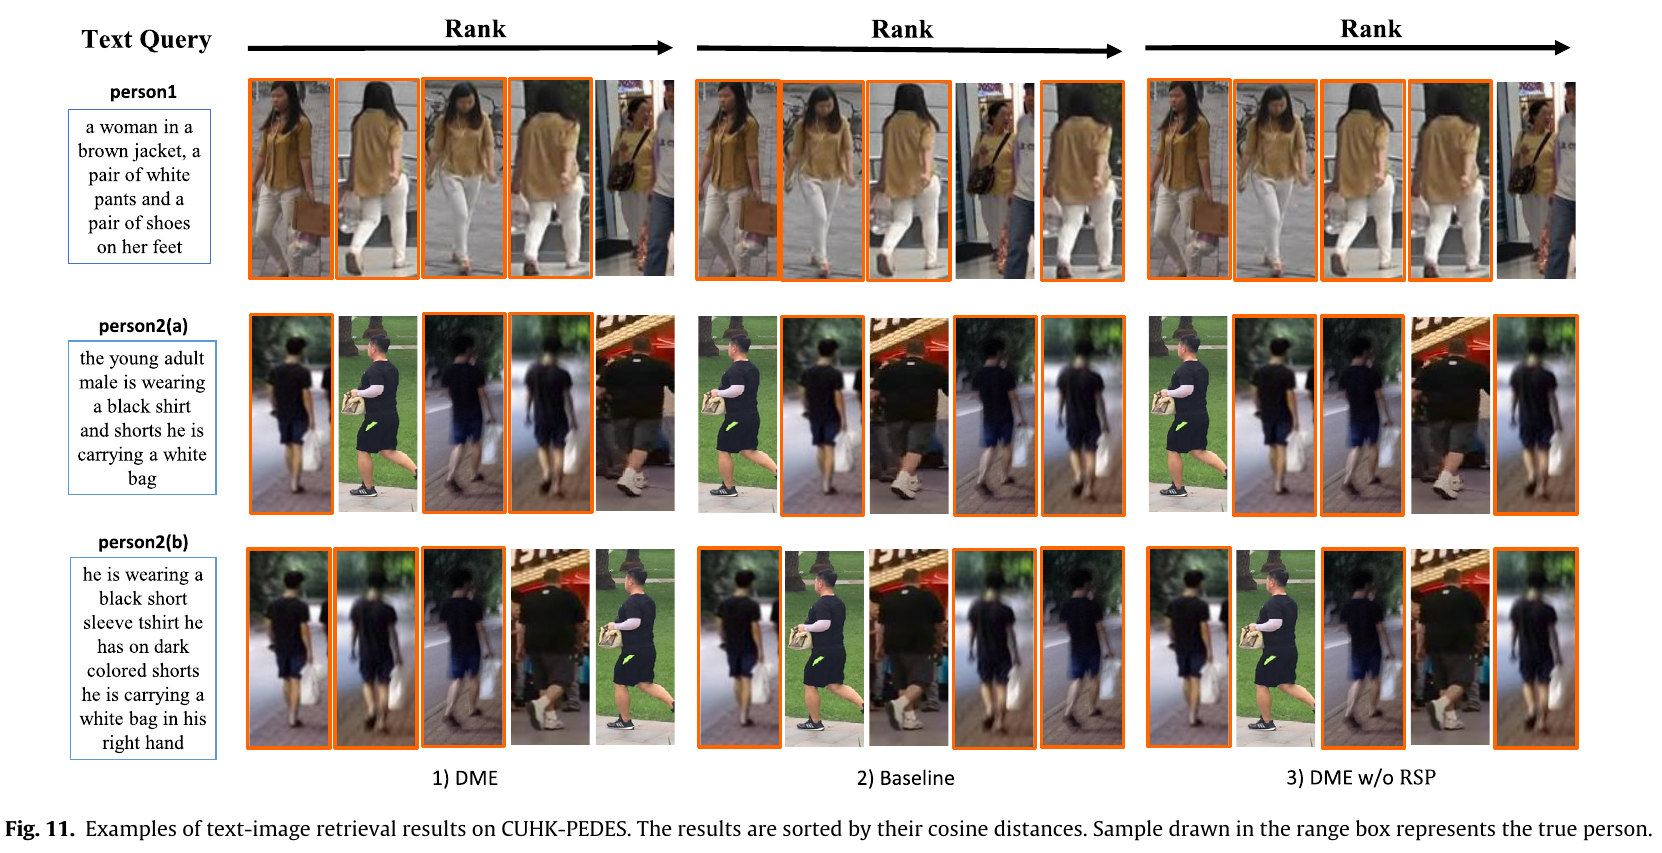 Text Query
Rank
Rank
Rank
person1
a woman in a
brown jacket, a
pair of white
pants and a
pair of shoes
on her feet
person2(a)
the young adult
male is wearing
a black shirt
and shorts he is
carrying a white
bag
person2(b)
he is wearing a
black short
sleeve tshirt he
has on dark
colored shorts
he is carrying a
white bag in his
right hand
1) DME
2) Baseline
3) DME w/o RSP
Fig. 11. Examples of text-image retrieval results on CUHK-PEDES. The results are sorted by their cosine distances. Sample drawn in the range box represents the true person.